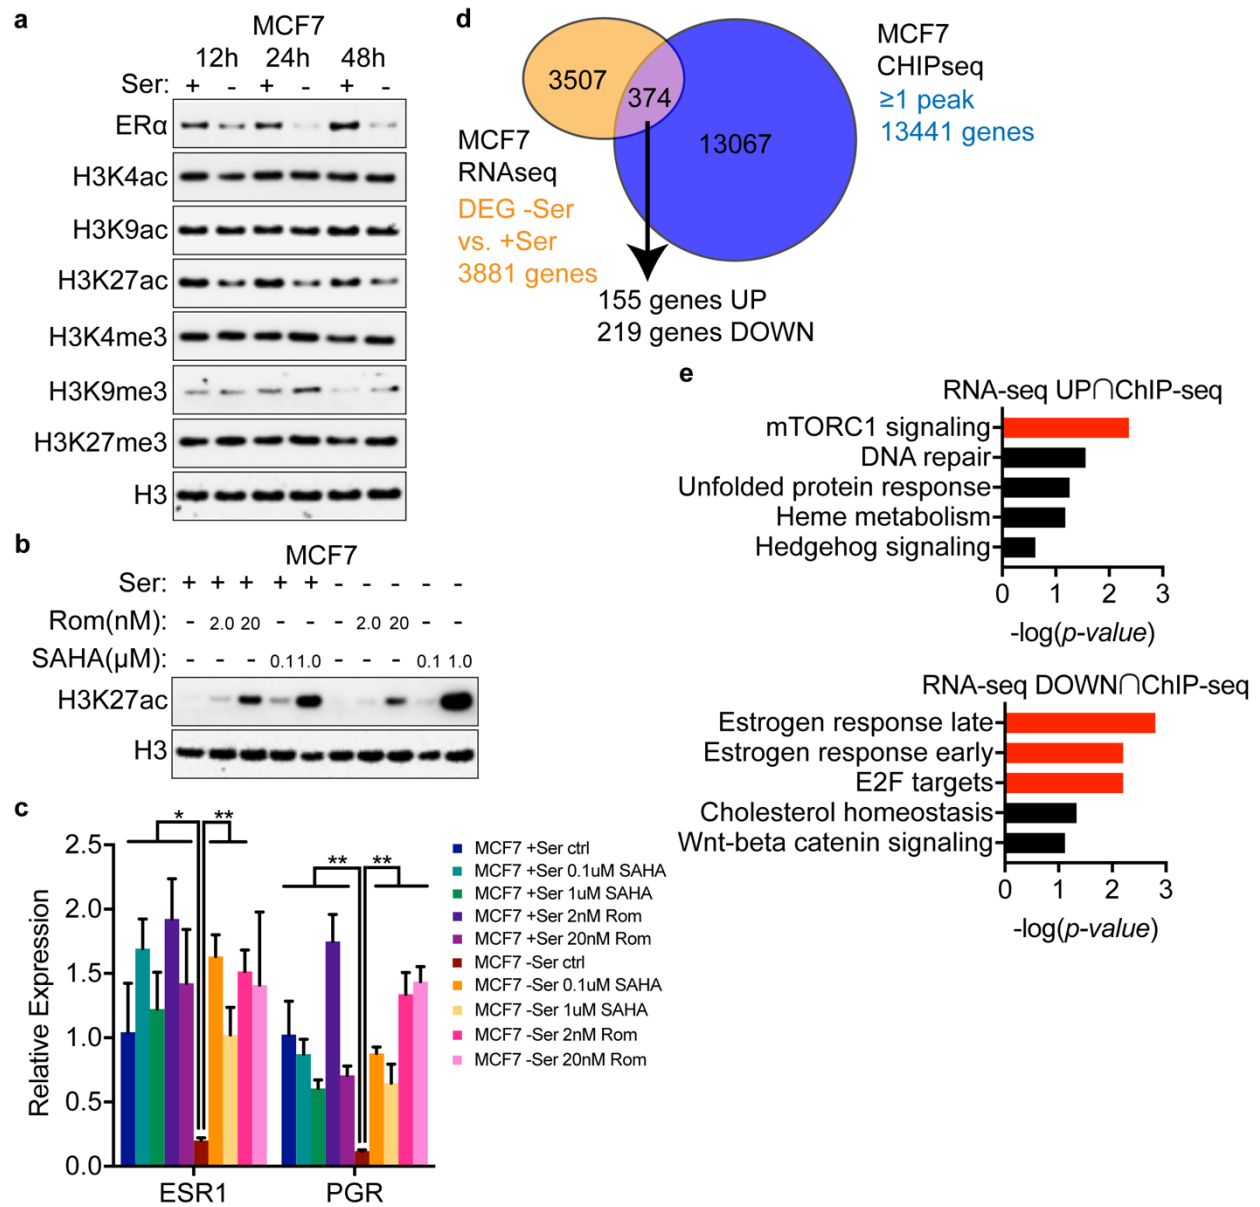 a
MCF7
12h 24h 48h
Ser: + - + - + -
ERα
H3K4ac
H3K9ac
H3K27ac
H3K4me3
H3K9me3
H3K27me3
H3
b
MCF7
Ser: + + + + + - - - - -
Rom(nM): - 2.0 20 - - - 2.0 20 - -
SAHA(µM): - - - 0.1 1.0 - - - 0.1 1.0
H3K27ac
H3
c
Relative Expression
2.5
2.0
1.5
1.0
0.5
0.0
* **
** **
ESR1 PGR
MCF7 +Ser ctrl
MCF7 +Ser 0.1uM SAHA
MCF7 +Ser 1uM SAHA
MCF7 +Ser 2nM Rom
MCF7 +Ser 20nM Rom
MCF7 -Ser ctrl
MCF7 -Ser 0.1uM SAHA
MCF7 -Ser 1uM SAHA
MCF7 -Ser 2nM Rom
MCF7 -Ser 20nM Rom
d
3507
374
13067
MCF7
RNAseq
DEG -Ser
vs. +Ser
3881 genes
MCF7
CHIPseq
≥1 peak
13441 genes
155 genes UP
219 genes DOWN
e
RNA-seq UP∩ChIP-seq
mTORC1 signaling
DNA repair
Unfolded protein response
Heme metabolism
Hedgehog signaling
0 1 2 3
-log(p-value)
RNA-seq DOWN∩ChIP-seq
Estrogen response late
Estrogen response early
E2F targets
Cholesterol homeostasis
Wnt-beta catenin signaling
0 1 2 3
-log(p-value)